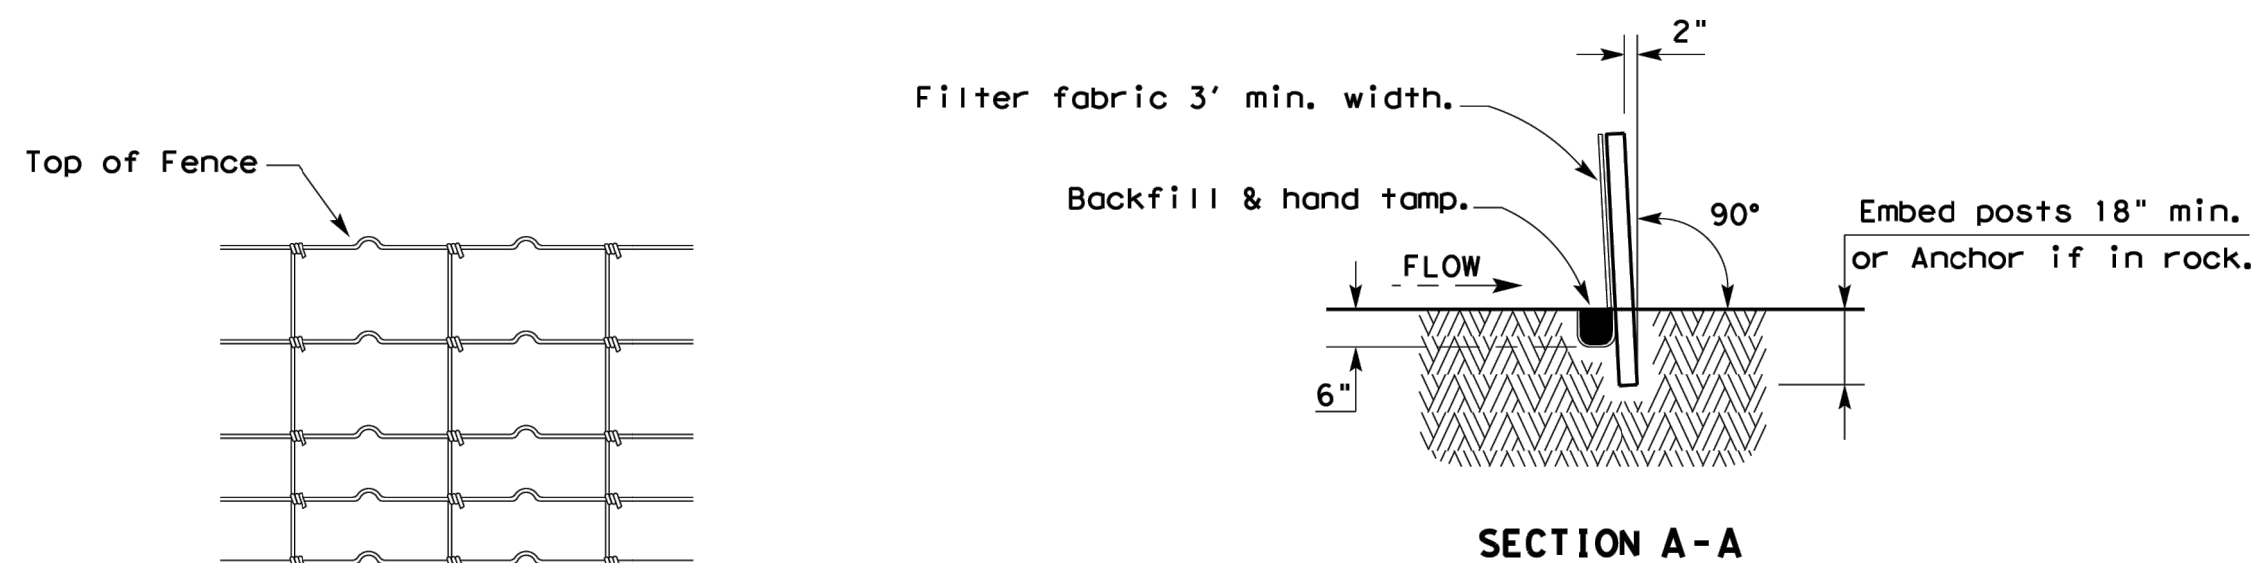 Top of Fence
2"
Filter fabric 3' min. width.
Backfill & hand tamp.
90°
Embed posts 18" min.
or Anchor if in rock.
FLOW
6"
SECTION A-A